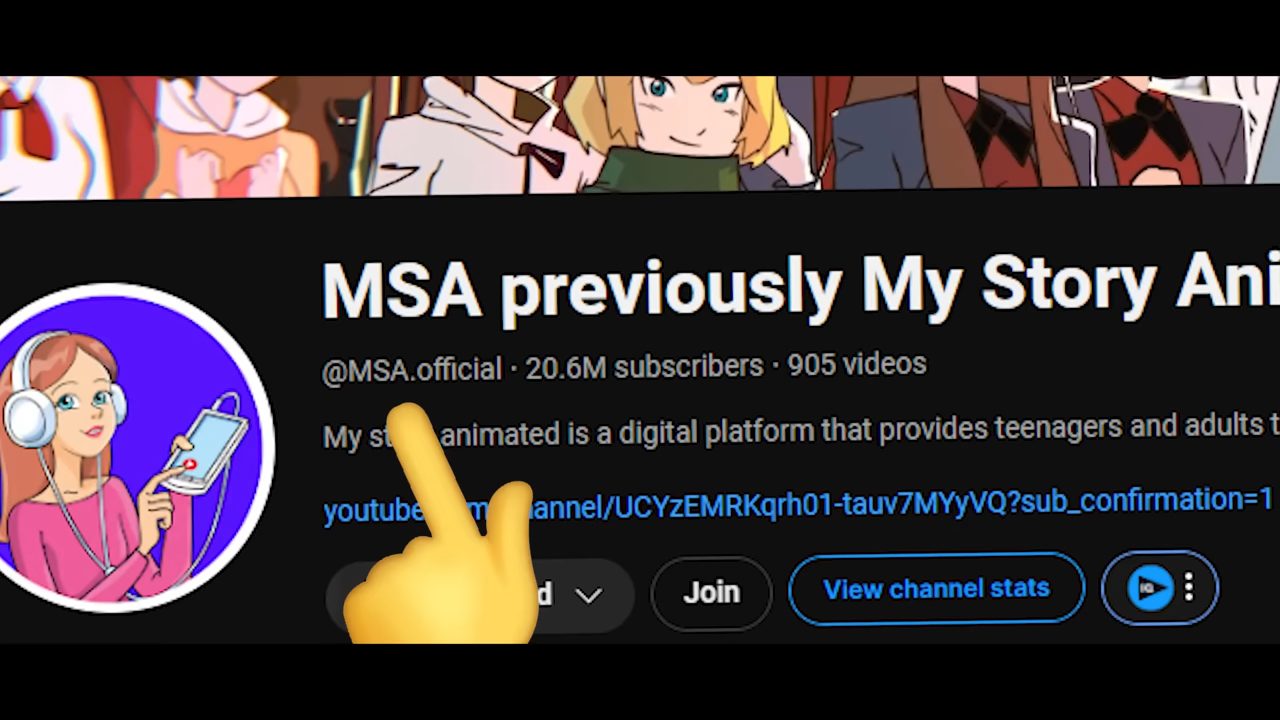 MSA previously My Story Ani
@MSA.official · 20.6M subscribers · 905 videos
My animated is a digital platform that provides teenagers and adults t
youtube annel/UCYzEMRKqrh01-tauv7MYyVQ?sub_confirmation=1
d Join View channel stats IQ